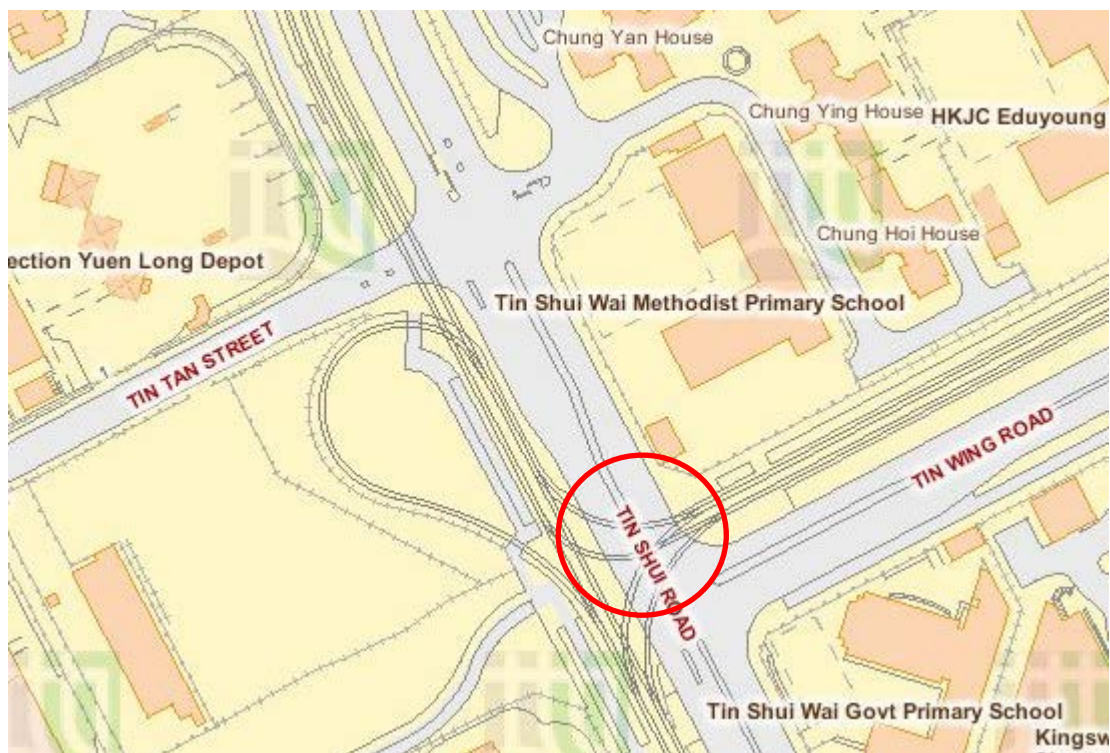 Chung Yan House
Chung Ying House
HKJC Eduyoung
Chung Hoi House
ection Yuen Long Depot
Tin Shui Wai Methodist Primary School
TIN TAN STREET
TIN WING ROAD
TIN SHUI ROAD
Tin Shui Wai Govt Primary School
Kingsw